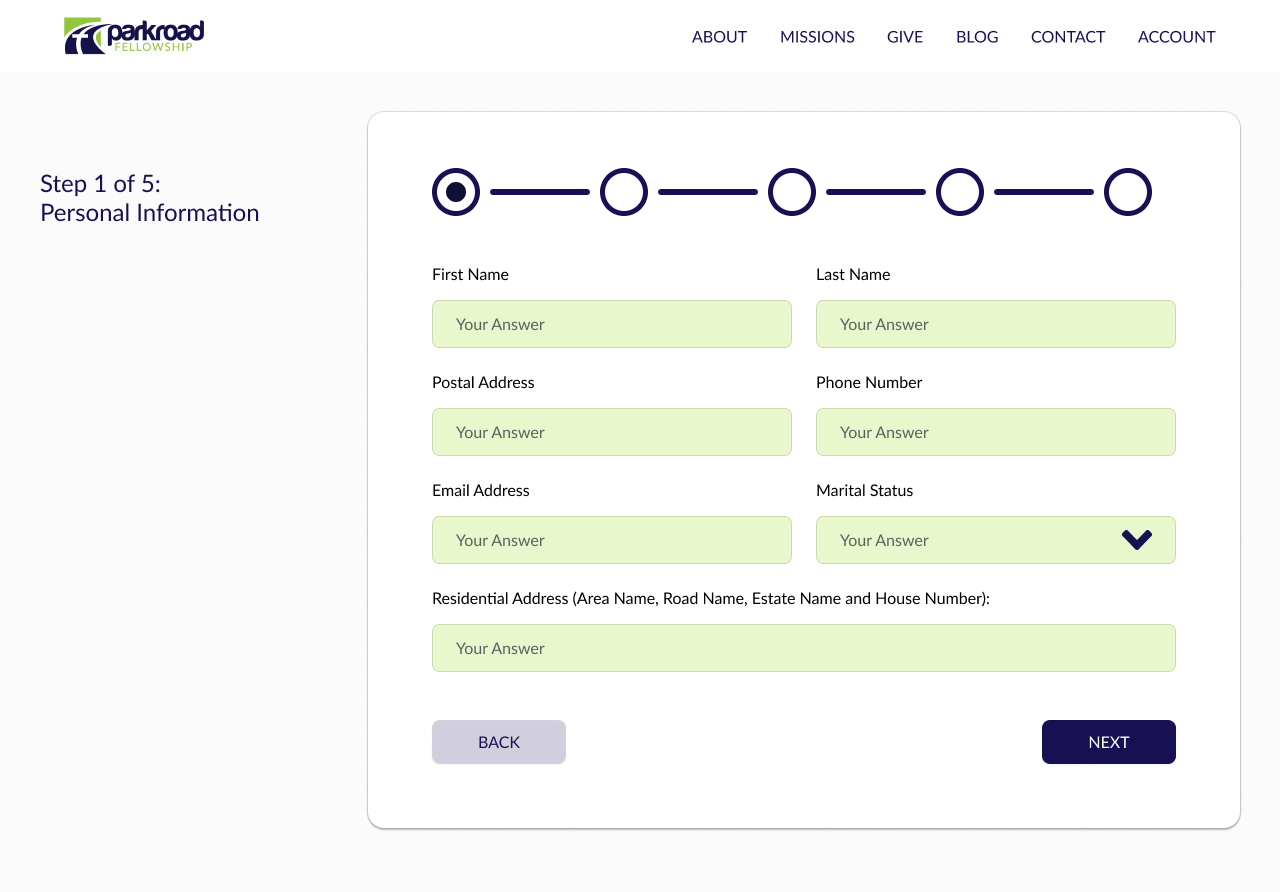 parkroad
FELLOWSHIP
ABOUT MISSIONS GIVE BLOG CONTACT ACCOUNT
Step 1 of 5:
Personal Information
First Name
Last Name
Your Answer
Your Answer
Postal Address
Phone Number
Your Answer
Your Answer
Email Address
Marital Status
Your Answer
Your Answer
Residential Address (Area Name, Road Name, Estate Name and House Number):
Your Answer
BACK
NEXT